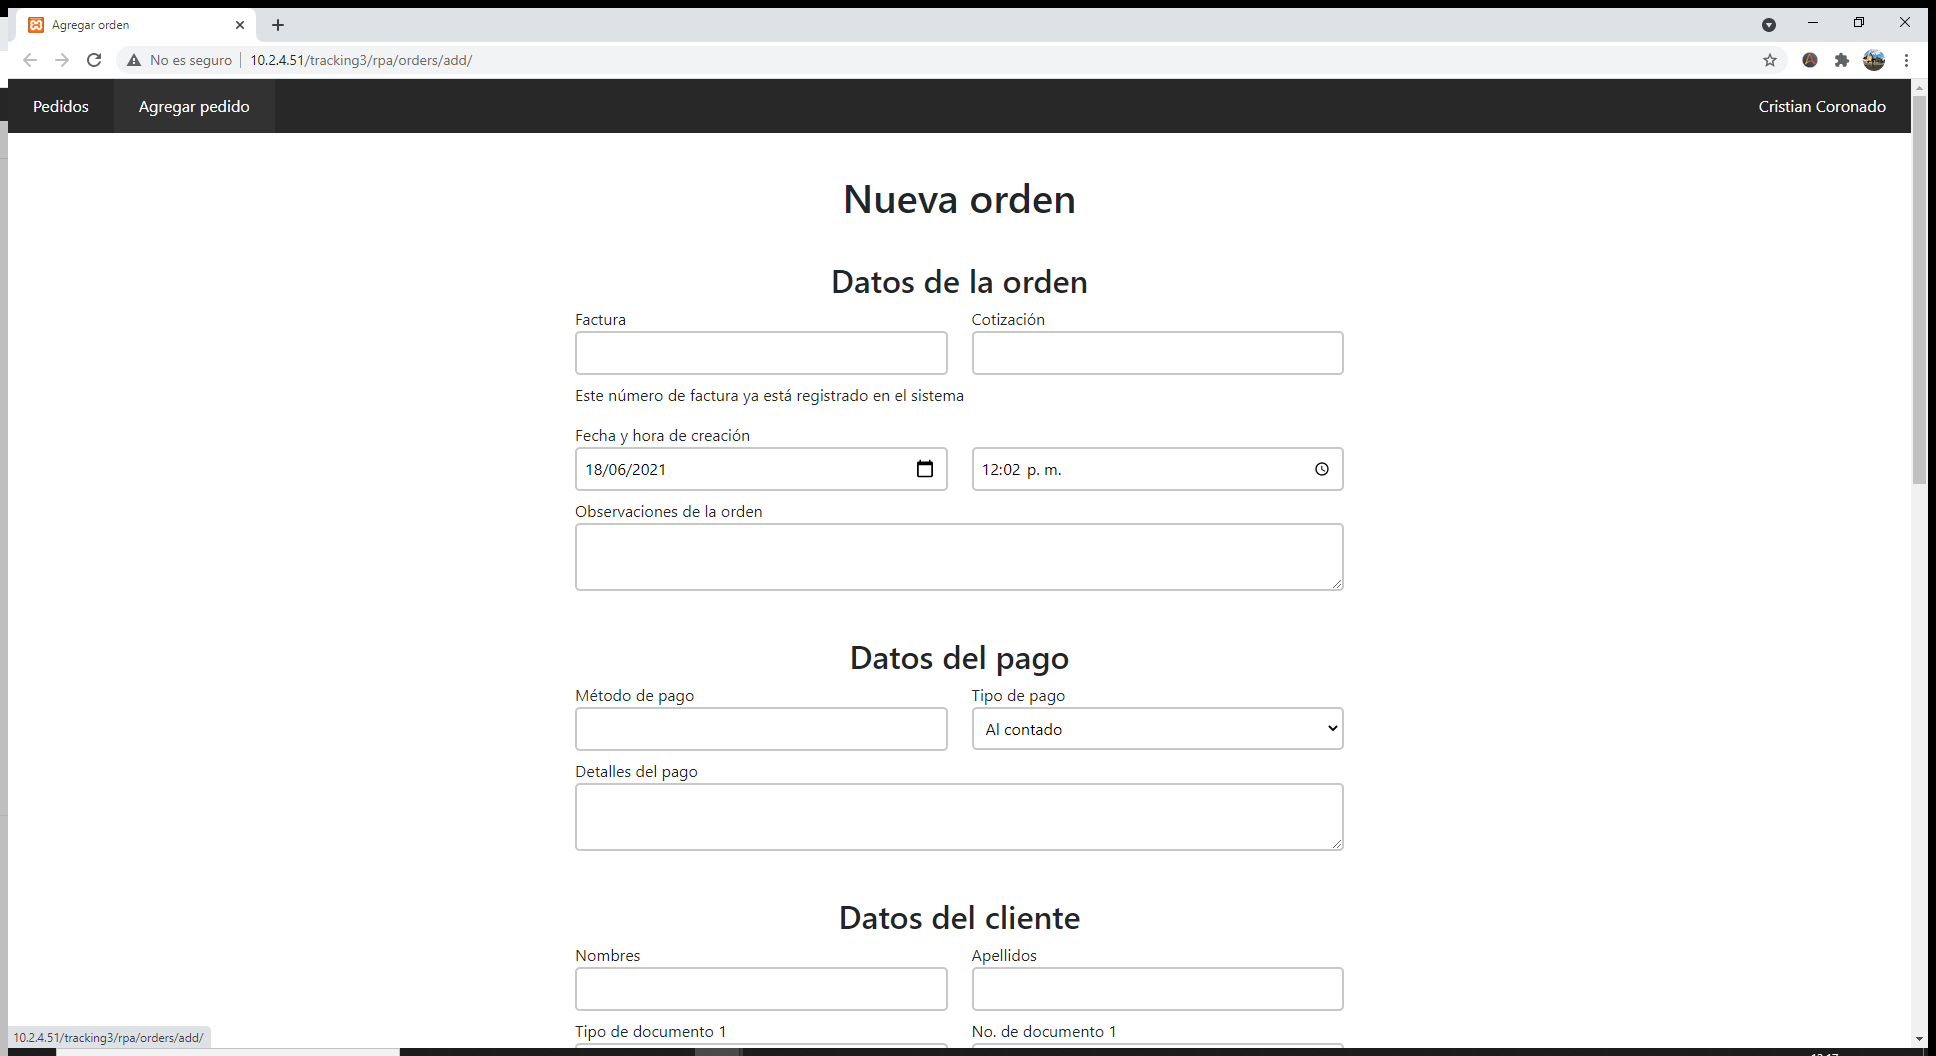 Agregar orden
No es seguro | 10.2.4.51/tracking3/rpa/orders/add/
Pedidos Agregar pedido Cristian Coronado
Nueva orden
Datos de la orden
Factura Cotización
Este número de factura ya está registrado en el sistema
Fecha y hora de creación
18/06/2021 12:02 p. m.
Observaciones de la orden
Datos del pago
Método de pago Tipo de pago
Al contado
Detalles del pago
Datos del cliente
Nombres Apellidos
Tipo de documento 1 No. de documento 1
10.2.4.51/tracking3/rpa/orders/add/